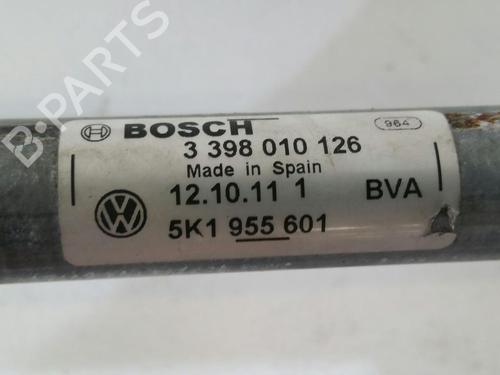 B-PARTS
BOSCH 964
3 398 010 126
Made in Spain
12.10.11 1 BVA
5K1 955 601